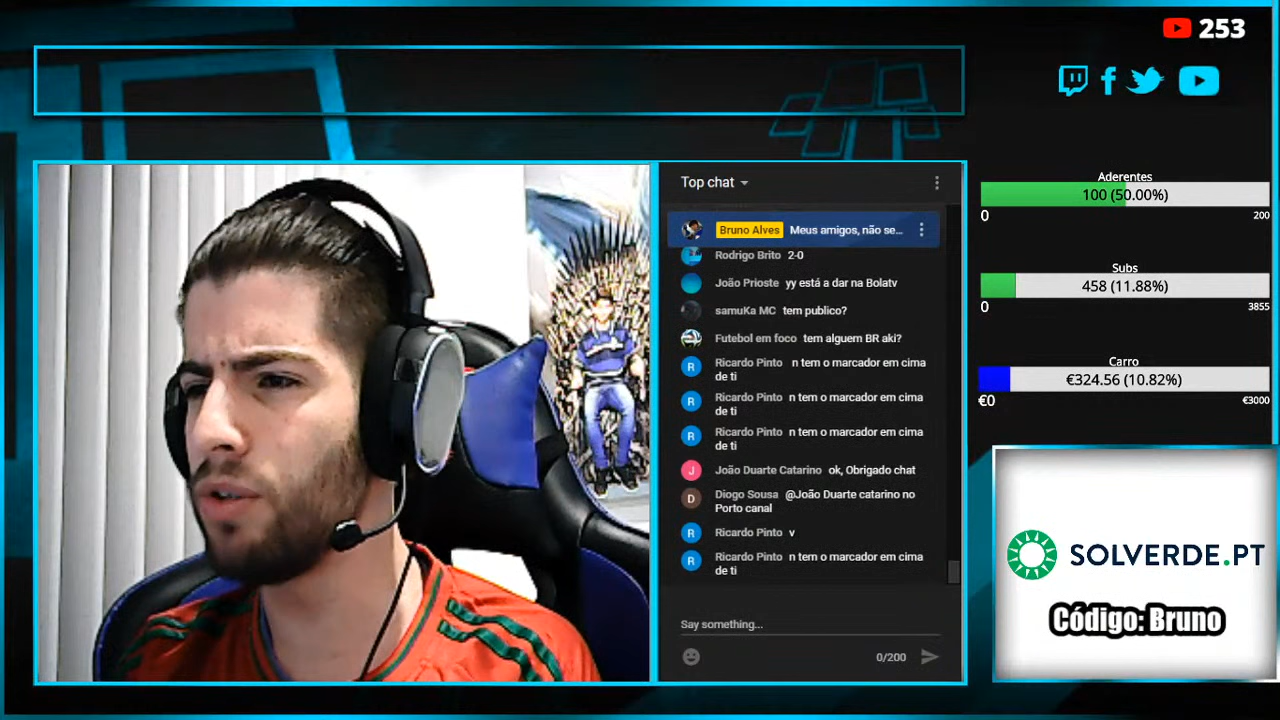 253
Top chat
Bruno Alves Meus amigos, não se...
Rodrigo Brito 2-0
João Prioste yy está a dar na Bolatv
samuKa MC tem publico?
Futebol em foco tem alguem BR aki?
Ricardo Pinto n tem o marcador em cima
de ti
R
Ricardo Pinto n tem o marcador em cima
de ti
R
Ricardo Pinto n tem o marcador em cima
de ti
R
J João Duarte Catarino ok, Obrigado chat
Diogo Sousa @João Duarte catarino no
D
Porto canal
R Ricardo Pinto v
Ricardo Pinto n tem o marcador em cima
R
de ti
Say something...
0/200
Aderentes
100 (50.00%)
0 200
Subs
458 (11.88%)
0 3855
Carro
€324.56 (10.82%)
€0 €3000
SOLVERDE.PT
Código: Bruno